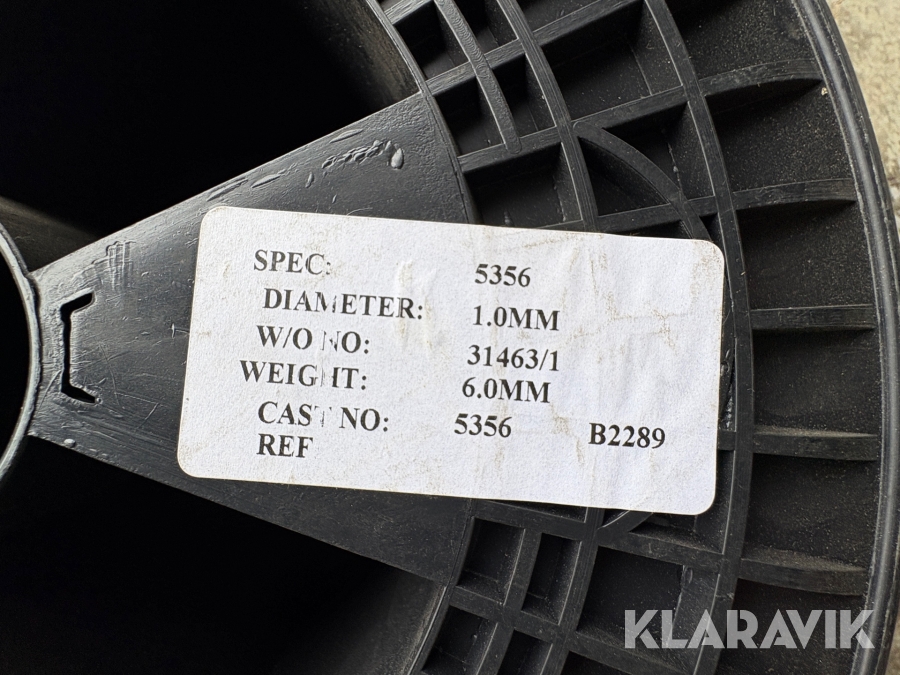 SPEC: 5356
DIAMETER: 1.0MM
W/O NO: 31463/1
WEIGHT: 6.0MM
CAST NO: 5356 B2289
REF
KLARAVIK